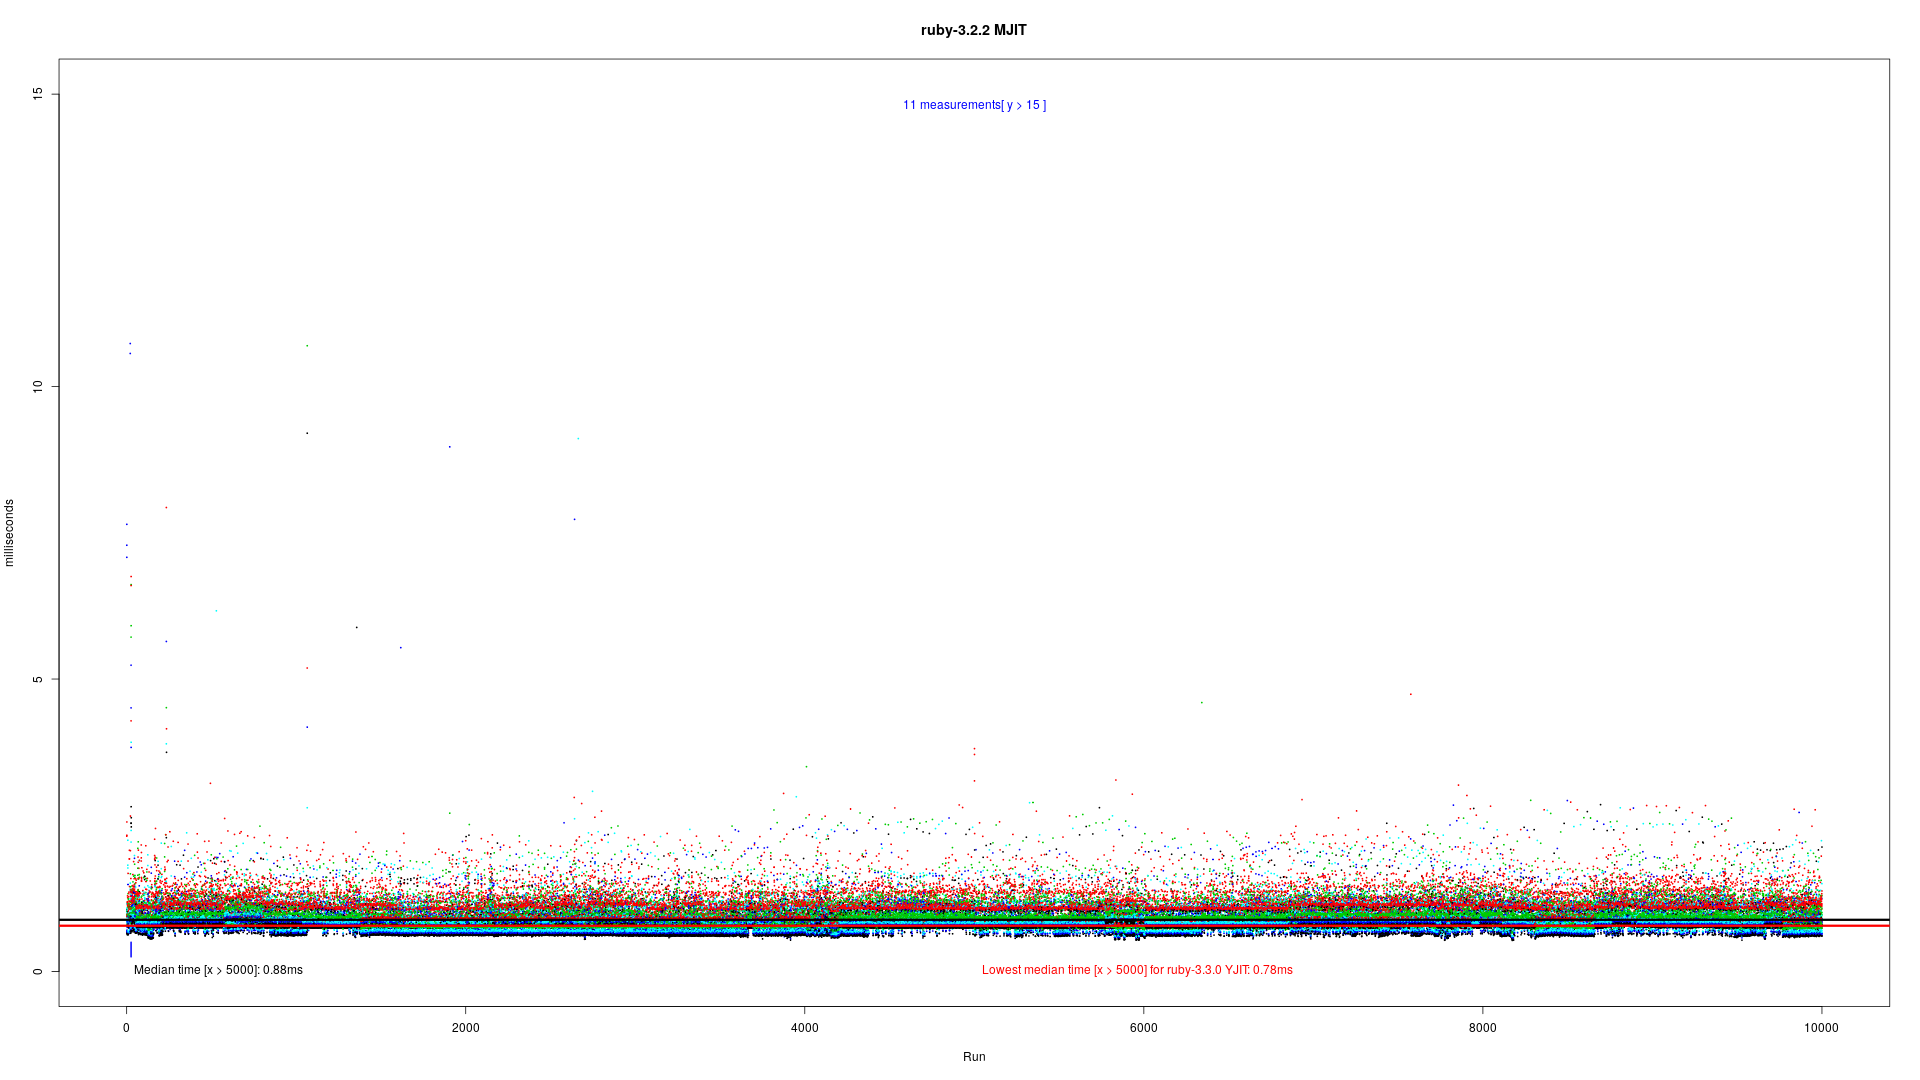 ruby-3.2.2 MJIT
11 measurements[ y > 15 ]
15
10
5
0
milliseconds
Median time [x > 5000]: 0.88ms
Lowest median time [x > 5000] for ruby-3.3.0 YJIT: 0.78ms
0
2000
4000
6000
8000
10000
Run